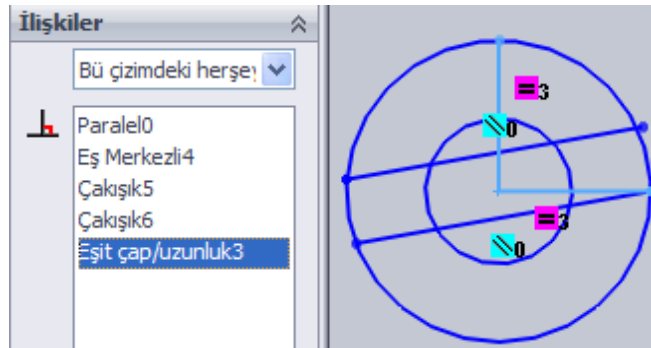 İlişkiler
Bü çizimdeki herşey
Paralel0
Eş Merkezli4
Çakışık5
Çakışık6
Eşit çap/uzunluk3
3
0
3
0